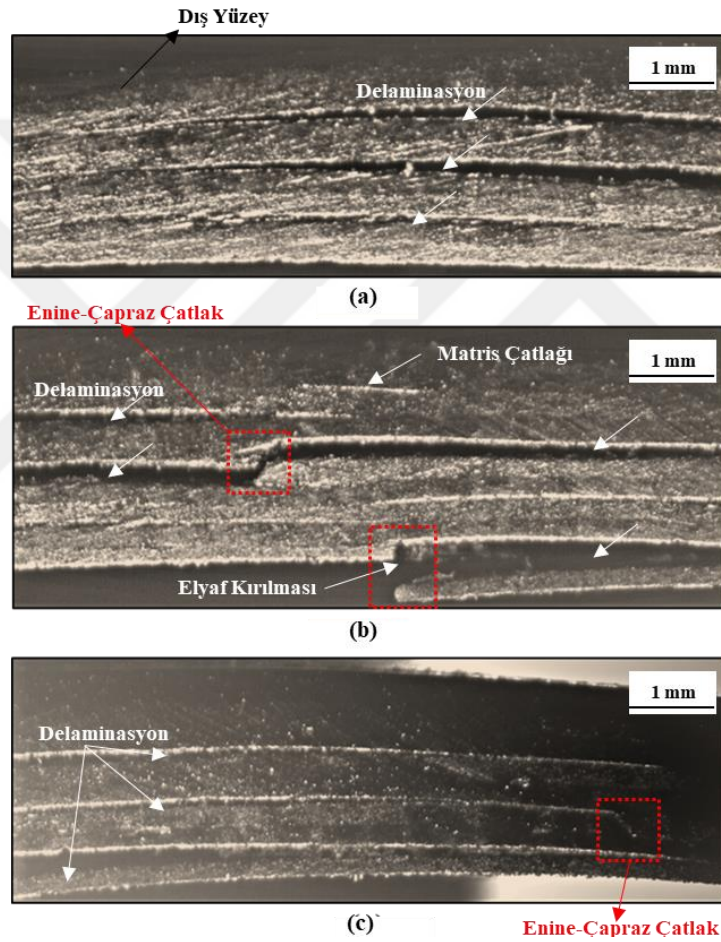 Dış Yüzey
1 mm
Delaminasyon
(a)
Enine-Çapraz Çatlak
Matris Çatlağı
1 mm
Delaminasyon
Elyaf Kırılması
(b)
1 mm
Delaminasyon
(c)
Enine-Çapraz Çatlak